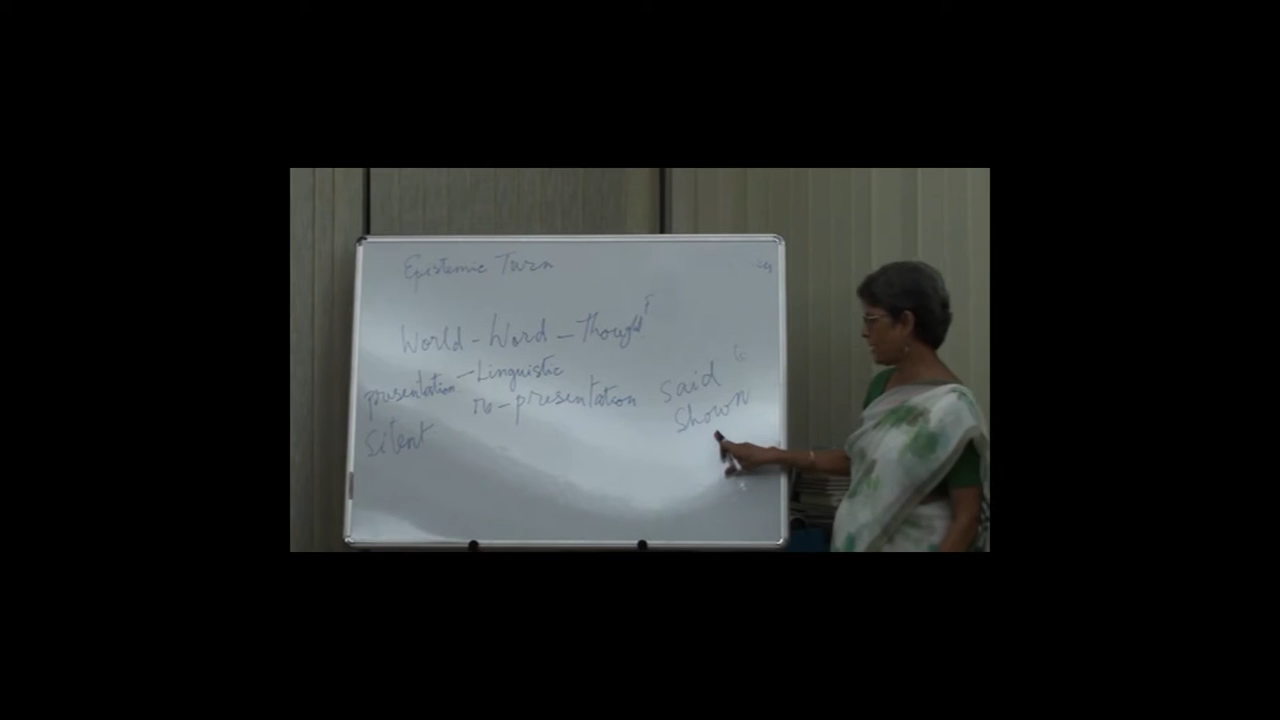 Epistemic Turn
World - Word - Thought
presentation - Linguistic
re-presentation
Said
Shown
Silent